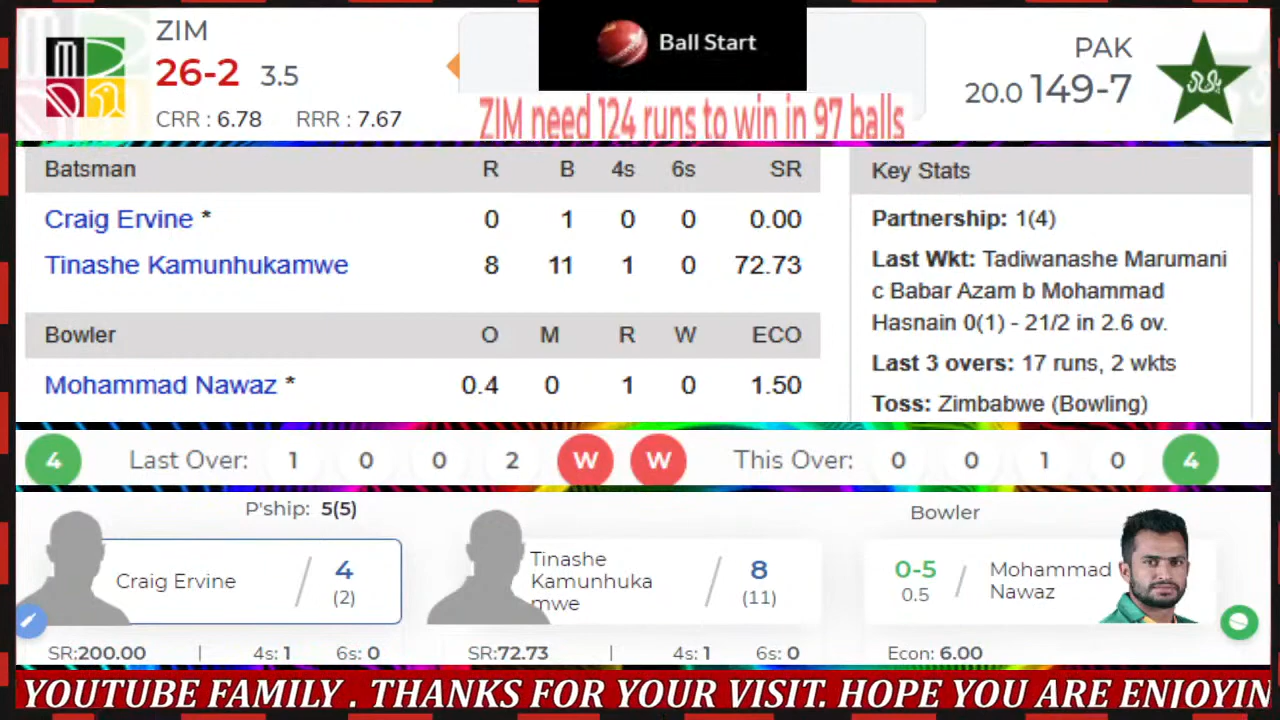 ZIM
26-2 3.5
CRR : 6.78 RRR : 7.67
Ball Start
ZIM need 124 runs to win in 97 balls
PAK
20.0 149-7
Batsman R B 4s 6s SR
Craig Ervine * 0 1 0 0 0.00
Tinashe Kamunhukamwe 8 11 1 0 72.73
Bowler O M R W ECO
Mohammad Nawaz * 0.4 0 1 0 1.50
Key Stats
Partnership: 1(4)
Last Wkt: Tadiwanashe Marumani
c Babar Azam b Mohammad
Hasnain 0(1) - 21/2 in 2.6 ov.
Last 3 overs: 17 runs, 2 wkts
Toss: Zimbabwe (Bowling)
4 Last Over: 1 0 0 2 W W This Over: 0 0 1 0 4
P'ship: 5(5)
Craig Ervine / 4
(2)
SR:200.00 | 4s: 1 6s: 0
Tinashe
Kamunhuka
mwe / 8
(11)
SR:72.73 | 4s: 1 6s: 0
Bowler
0-5
0.5 / Mohammad
Nawaz
Econ: 6.00
YOUTUBE FAMILY . THANKS FOR YOUR VISIT. HOPE YOU ARE ENJOYIN